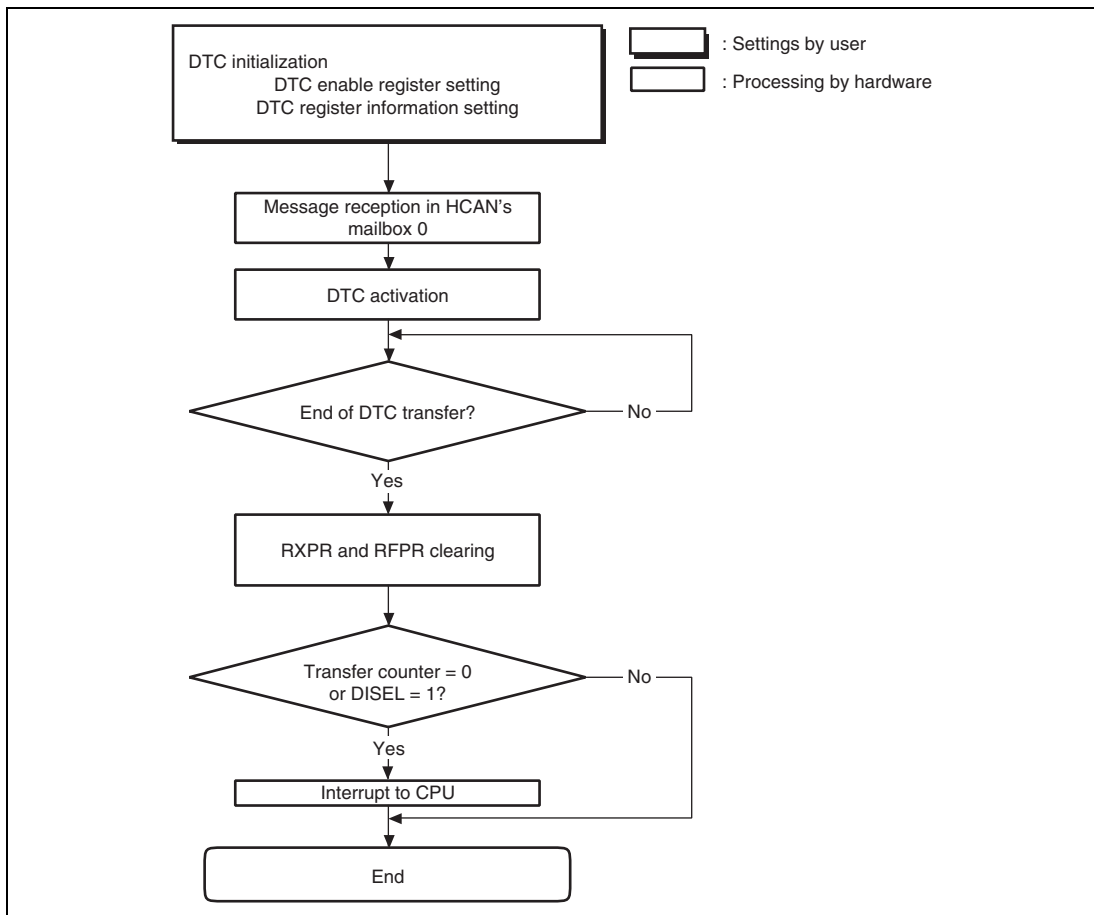 DTC initialization
DTC enable register setting
DTC register information setting
: Settings by user
: Processing by hardware
Message reception in HCAN's
mailbox 0
DTC activation
End of DTC transfer?
No
Yes
RXPR and RFPR clearing
Transfer counter = 0
or DISEL = 1?
No
Yes
Interrupt to CPU
End